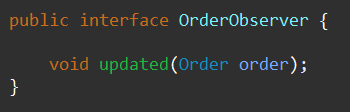 public interface OrderObserver {
    void updated(Order order);
}